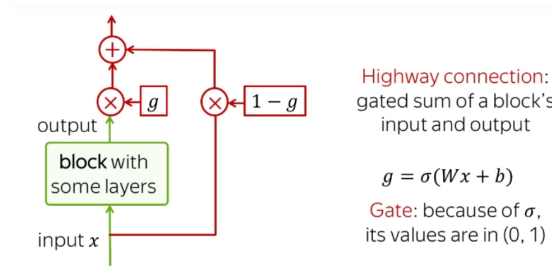 +
× g × 1 − g
output
block with
some layers
input x
Highway connection:
gated sum of a block's
input and output
g = σ(Wx + b)
Gate: because of σ,
its values are in (0, 1)